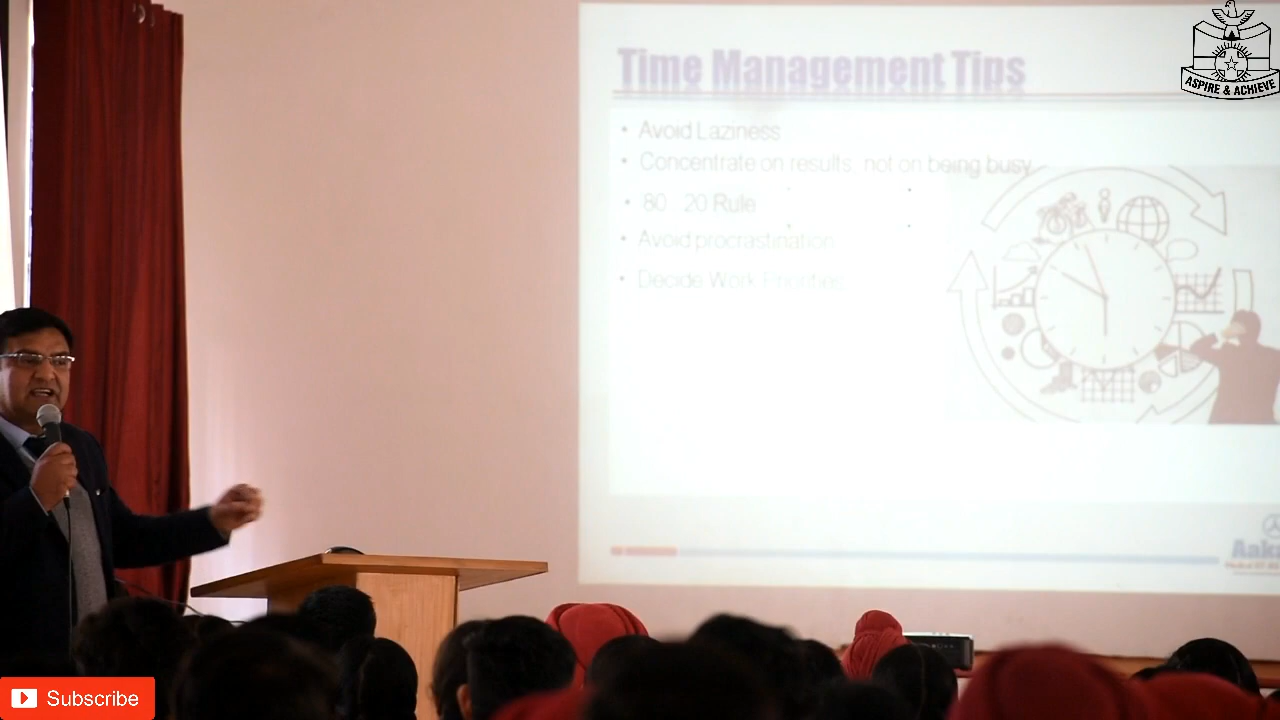 Time Management Tips
• Avoid Laziness
• Concentrate on results, not on being busy
• 80 20 Rule
• Avoid procrastination
• Decide Work Priorities
ASPIRE & ACHIEVE
Subscribe